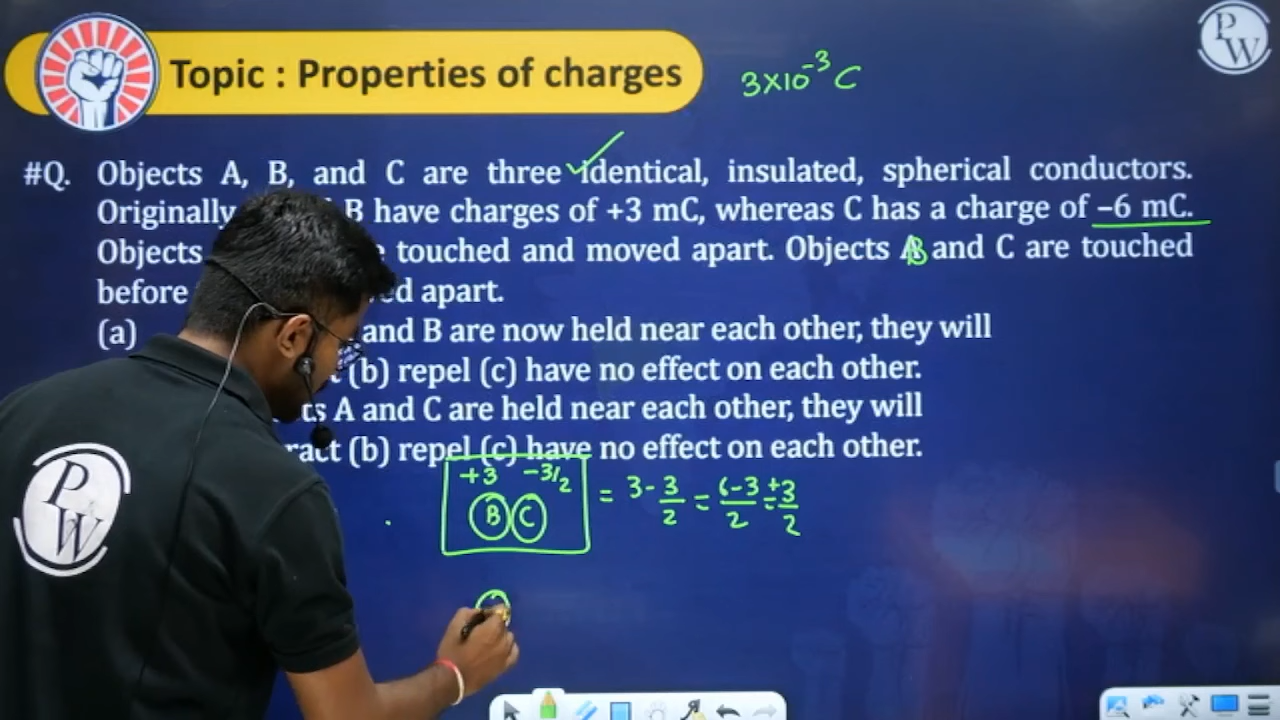 Topic : Properties of charges
3×10⁻³ C
PW
#Q. Objects A, B, and C are three identical, insulated, spherical conductors.
Originally B have charges of +3 mC, whereas C has a charge of –6 mC.
Objects touched and moved apart. Objects B and C are touched
before apart.
(a) and B are now held near each other, they will
(b) repel (c) have no effect on each other.
A and C are held near each other, they will
(b) repel (c) have no effect on each other.
+3 -3/2
B C = 3 - 3/2 = 6-3/2 = +3/2
PW